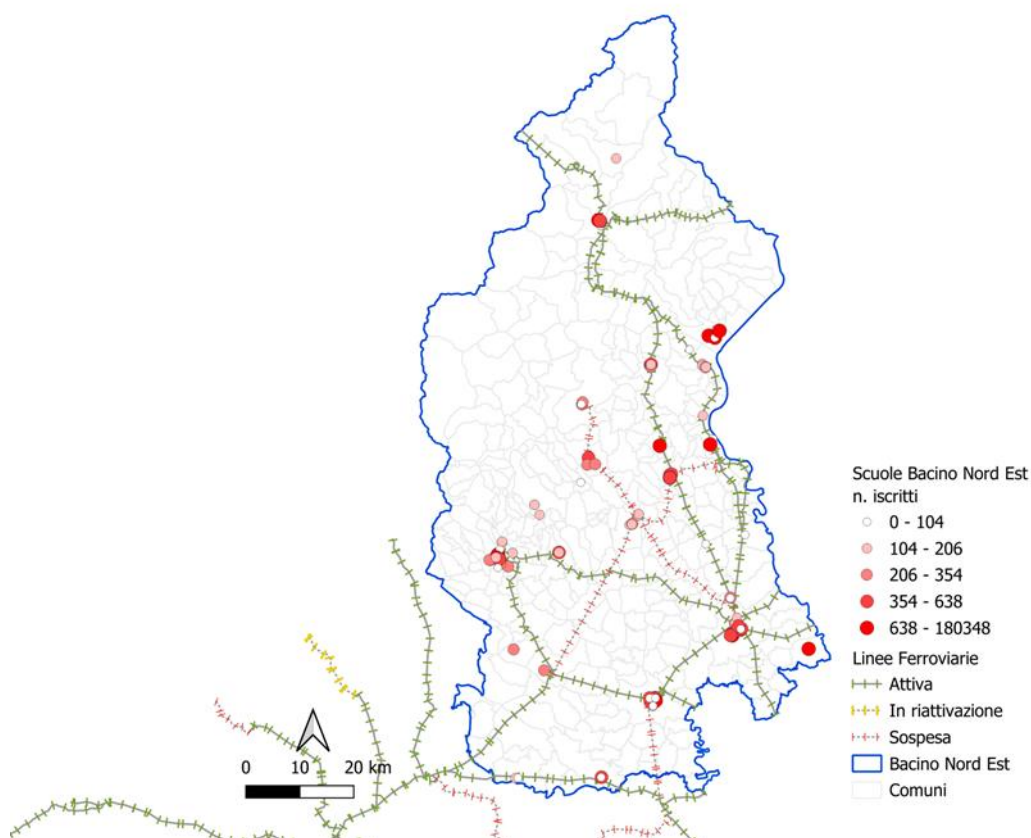 Scuole Bacino Nord Est
n. iscritti
0 - 104
104 - 206
206 - 354
354 - 638
638 - 180348
Linee Ferroviarie
Attiva
In riattivazione
Sospesa
Bacino Nord Est
Comuni
0 10 20 km